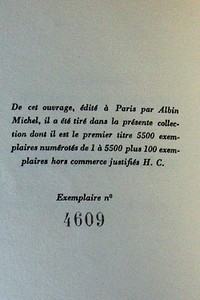 De cet ouvrage, édité à Paris par Albin
Michel, il a été tiré dans la présente collec-
tion dont il est le premier titre 5500 exem-
plaires numérotés de 1 à 5500 plus 100 exem-
plaires hors commerce justifiés H. C.
Exemplaire nº
4609